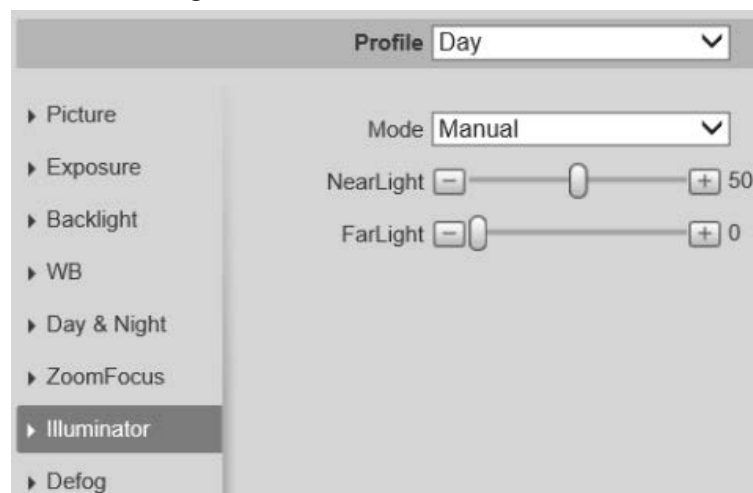 Profile Day
Picture
Mode Manual
Exposure
NearLight 50
Backlight
FarLight 0
WB
Day & Night
ZoomFocus
Illuminator
Defog